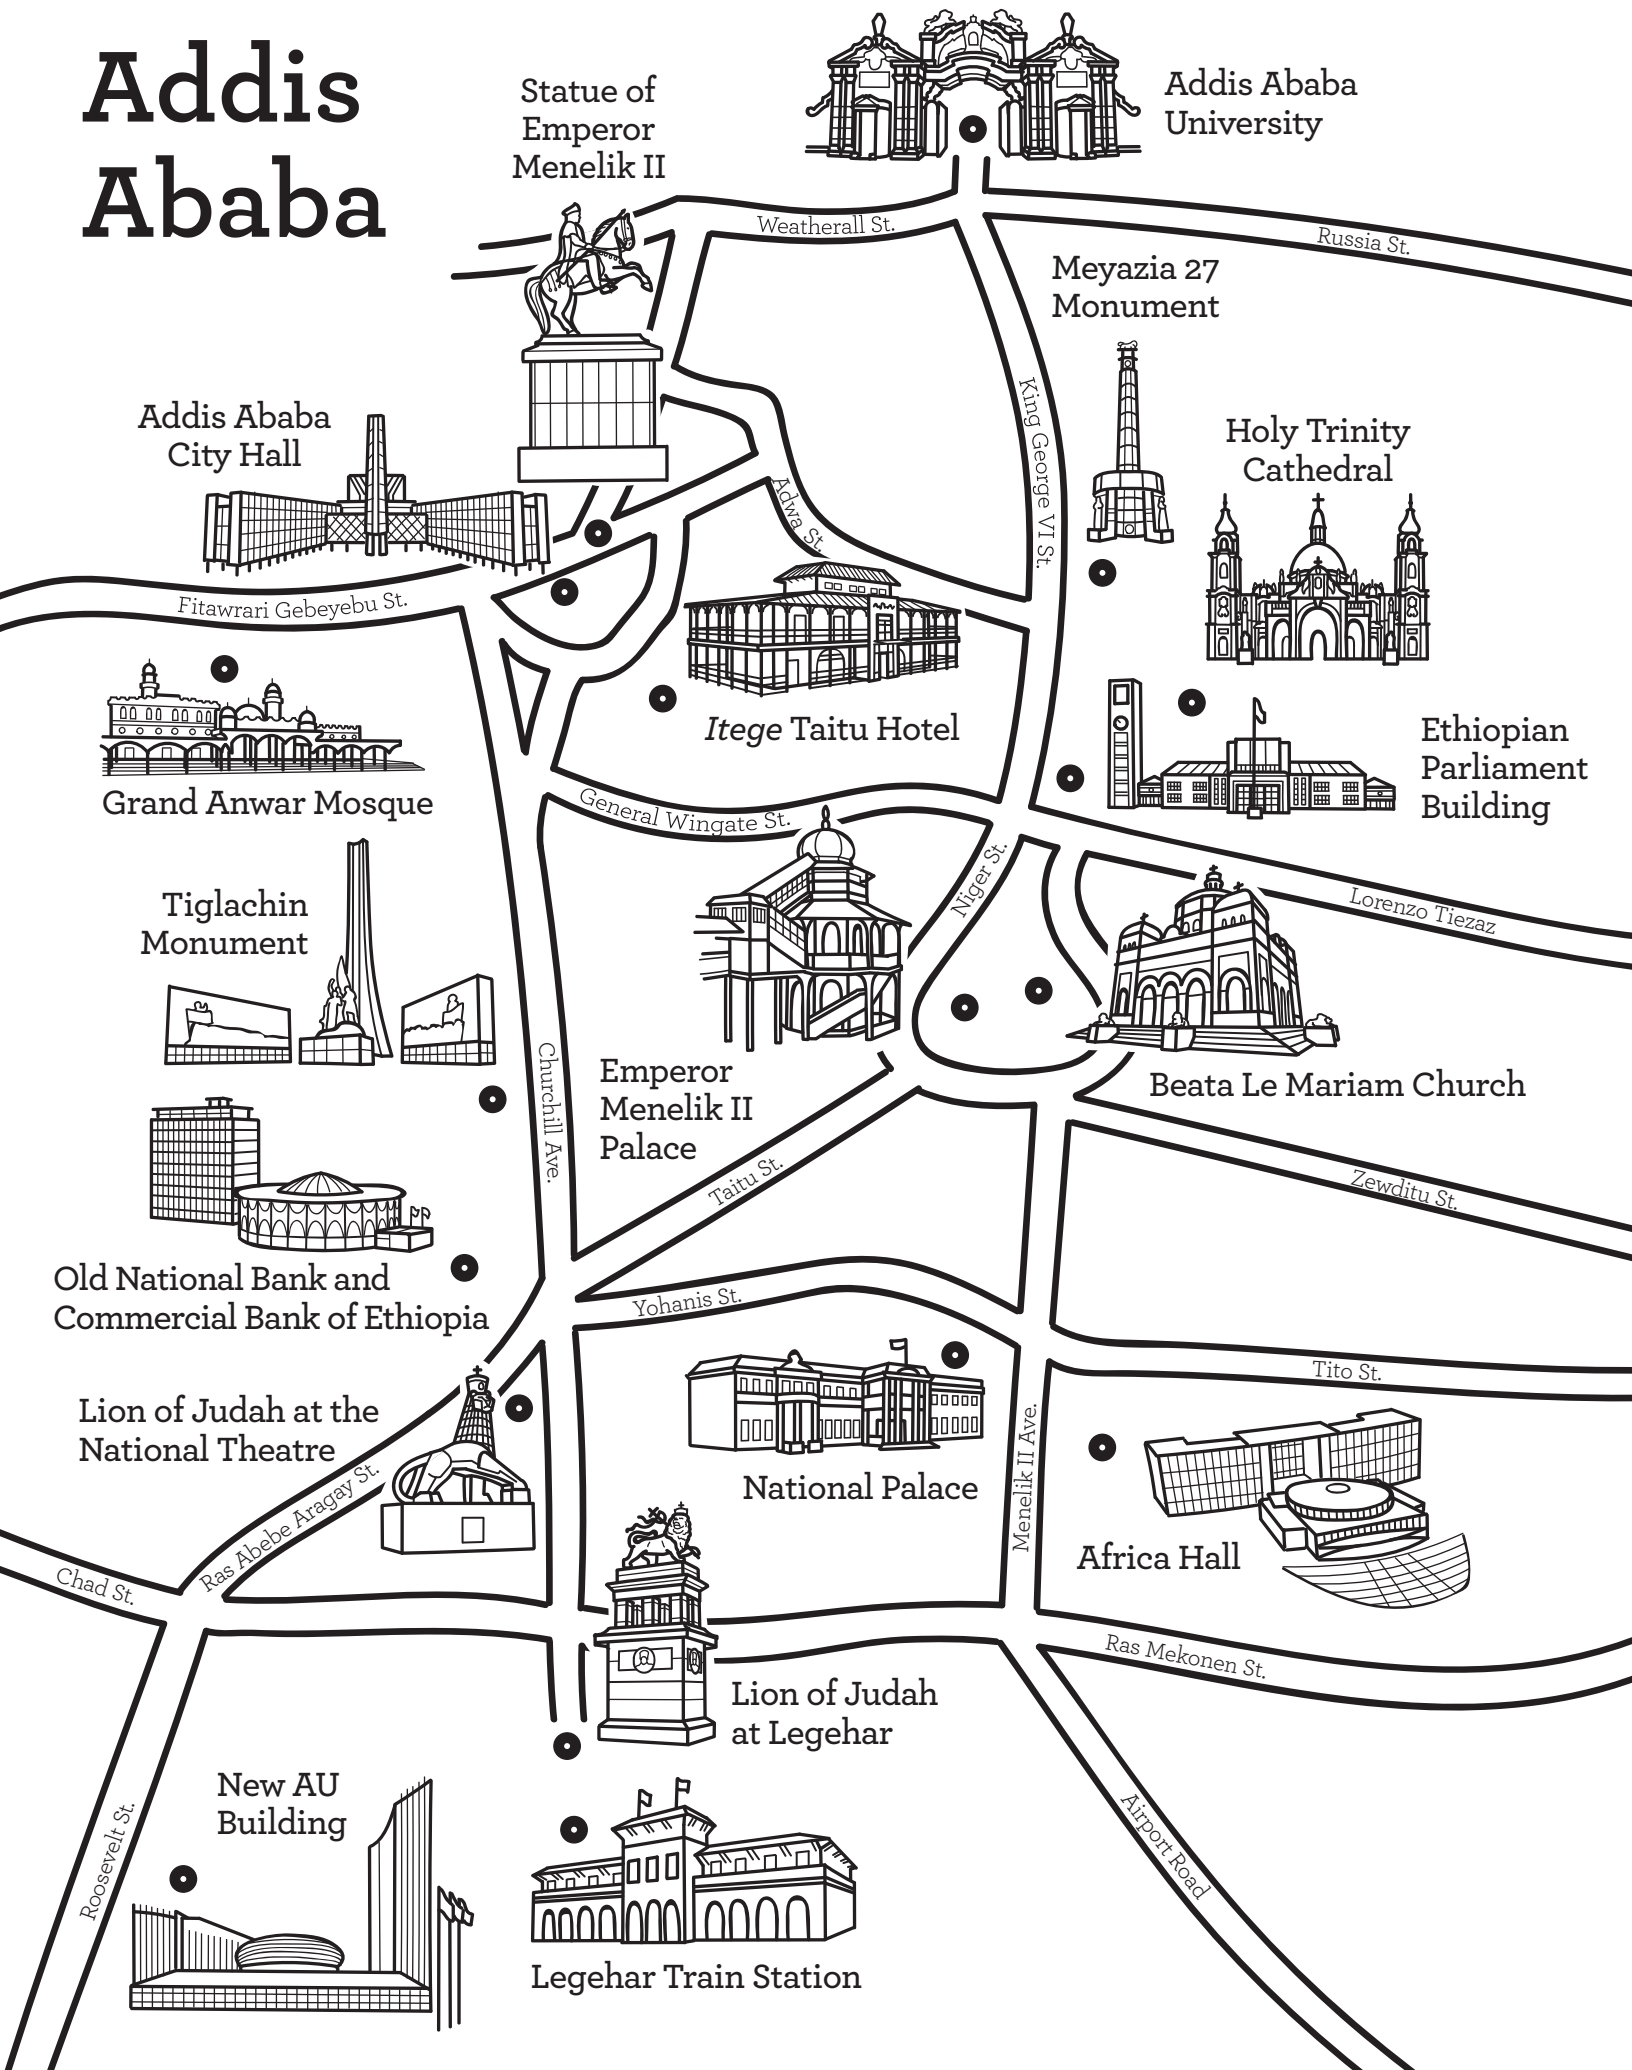 Addis
Ababa
Statue of
Emperor
Menelik II
Addis Ababa
University
Weatherall St.
Russia St.
Meyazia 27
Monument
King George VI St.
Addis Ababa
City Hall
Holy Trinity
Cathedral
Adwa St.
Fitawrari Gebeyebu St.
Itege Taitu Hotel
Ethiopian
Parliament
Building
Grand Anwar Mosque
General Wingate St.
Niger St.
Lorenzo Tiezaz
Tiglachin
Monument
Churchill Ave.
Emperor
Menelik II
Palace
Beata Le Mariam Church
Taitu St.
Zewditu St.
Old National Bank and
Commercial Bank of Ethiopia
Yohanis St.
Tito St.
Lion of Judah at the
National Theatre
National Palace
Menelik II Ave.
Africa Hall
Ras Abebe Aragay St.
Chad St.
Ras Mekonen St.
Lion of Judah
at Legehar
New AU
Building
Roosevelt St.
Airport Road
Legehar Train Station